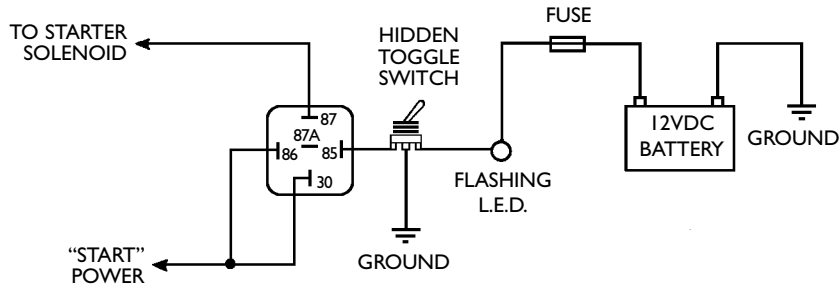 TO STARTER
SOLENOID
HIDDEN
TOGGLE
SWITCH
FUSE
87
87A
86
85
30
12VDC
BATTERY
GROUND
FLASHING
L.E.D.
GROUND
“START”
POWER